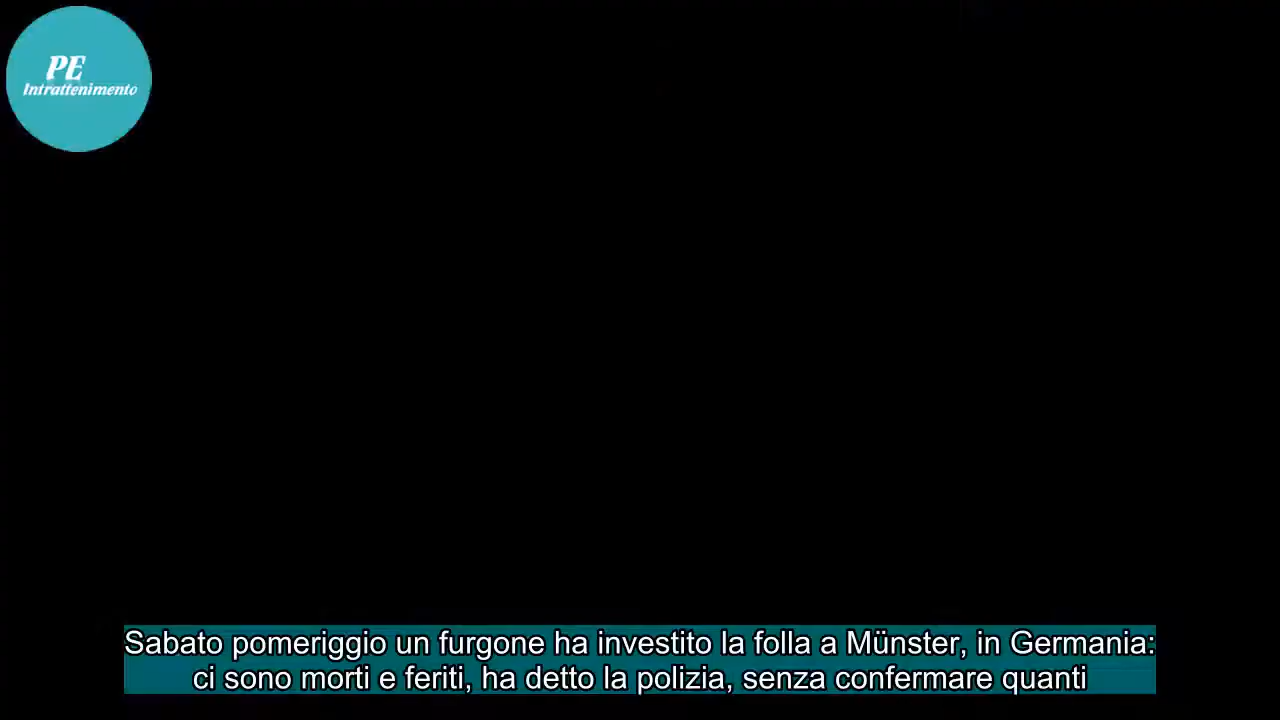 PE
Intrattenimento
Sabato pomeriggio un furgone ha investito la folla a Münster, in Germania:
ci sono morti e feriti, ha detto la polizia, senza confermare quanti